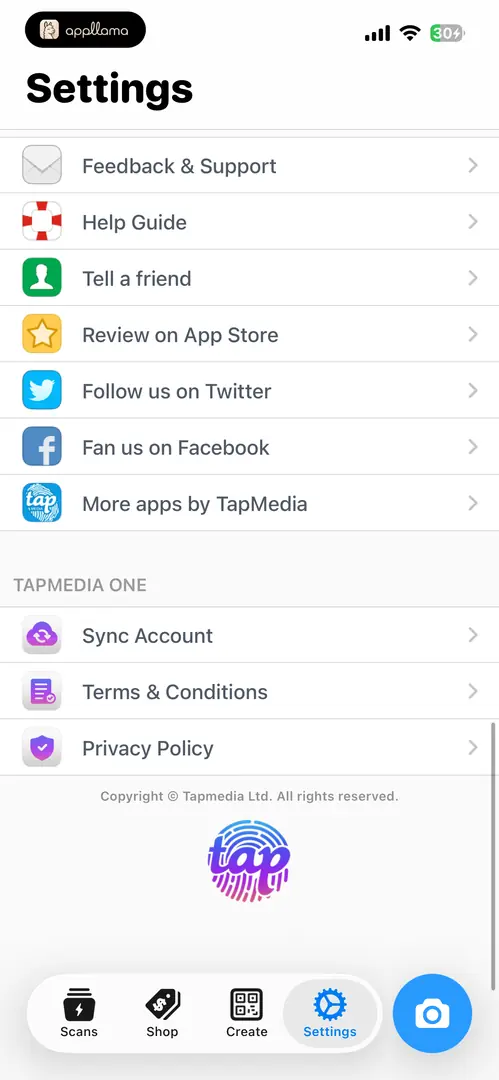 appllama
30
Settings
Feedback & Support
Help Guide
Tell a friend
Review on App Store
Follow us on Twitter
Fan us on Facebook
tap
More apps by TapMedia
TAPMEDIA ONE
Sync Account
Terms & Conditions
Privacy Policy
Copyright © Tapmedia Ltd. All rights reserved.
tap
Scans
Shop
Create
Settings